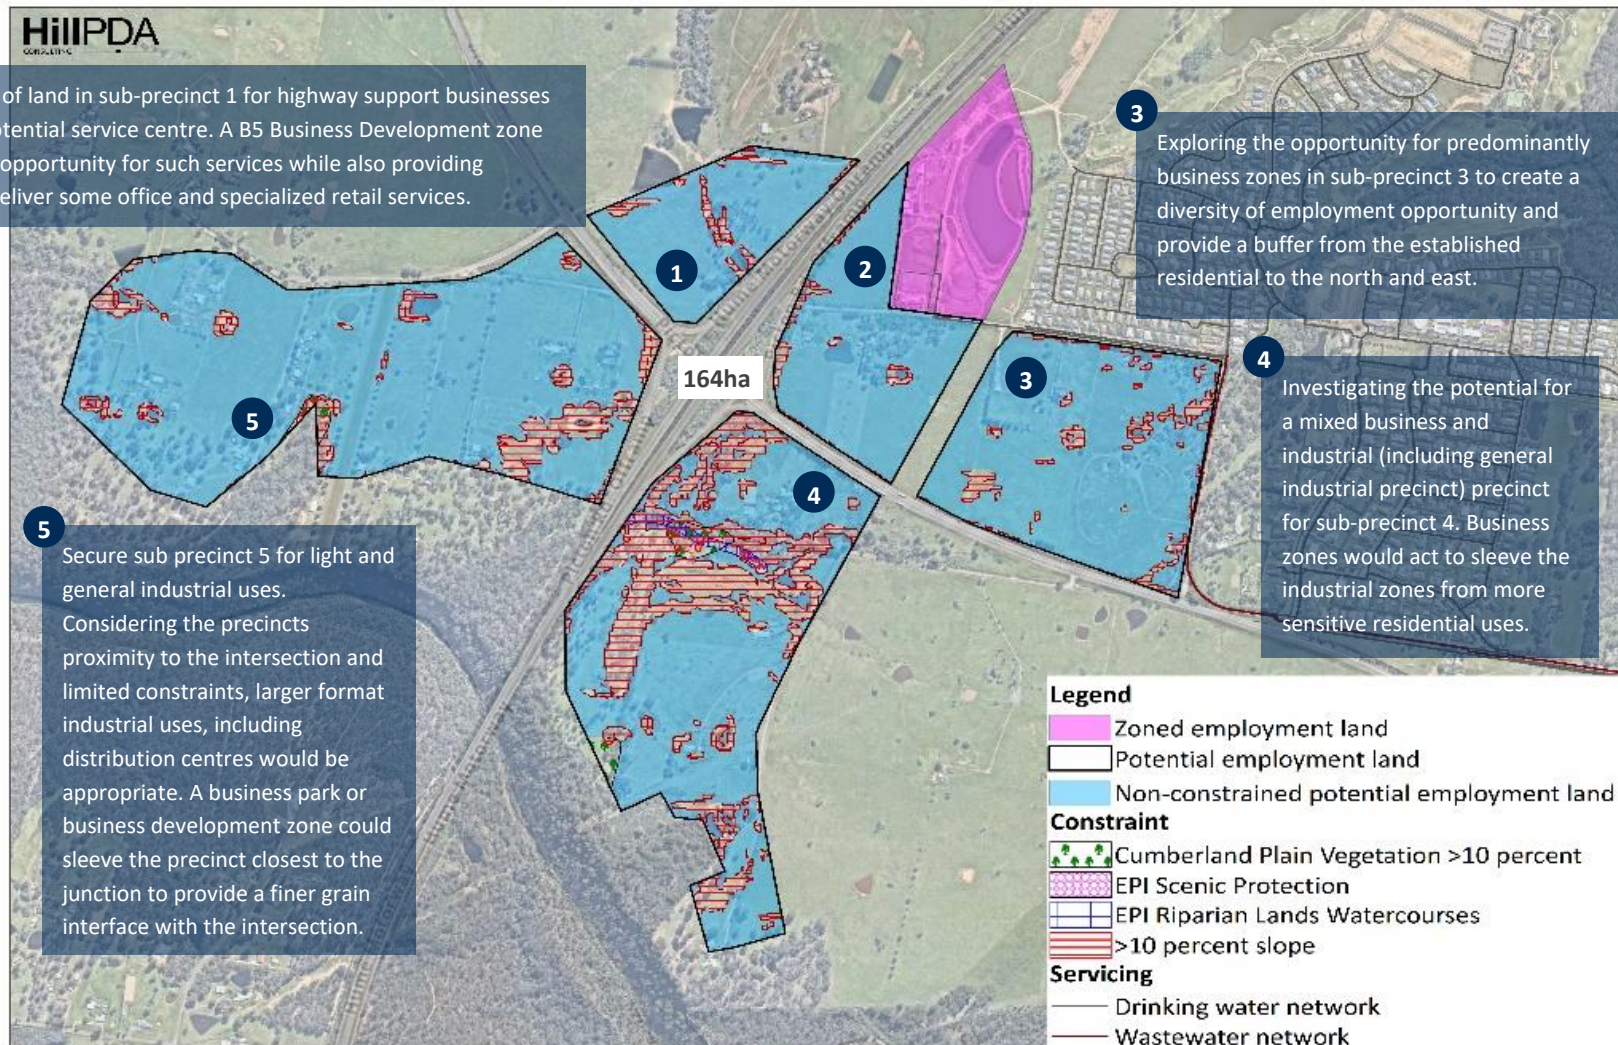 HillPDA
CONSULTING
of land in sub-precinct 1 for highway support businesses
otential service centre. A B5 Business Development zone
opportunity for such services while also providing
eliver some office and specialized retail services.
3
Exploring the opportunity for predominantly
business zones in sub-precinct 3 to create a
diversity of employment opportunity and
provide a buffer from the established
residential to the north and east.
1
2
3
4
5
164ha
4
Investigating the potential for
a mixed business and
industrial (including general
industrial precinct) precinct
for sub-precinct 4. Business
zones would act to sleeve the
industrial zones from more
sensitive residential uses.
5
Secure sub precinct 5 for light and
general industrial uses.
Considering the precincts
proximity to the intersection and
limited constraints, larger format
industrial uses, including
distribution centres would be
appropriate. A business park or
business development zone could
sleeve the precinct closest to the
junction to provide a finer grain
interface with the intersection.
Legend
Zoned employment land
Potential employment land
Non-constrained potential employment land
Constraint
Cumberland Plain Vegetation >10 percent
EPI Scenic Protection
EPI Riparian Lands Watercourses
>10 percent slope
Servicing
Drinking water network
Wastewater network